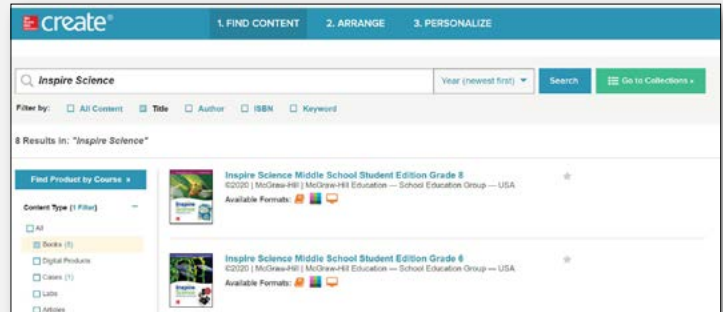 create®
1. FIND CONTENT 2. ARRANGE 3. PERSONALIZE
Inspire Science
Year (newest first)
Search
Go to Collections »
Filter by: All Content Title Author ISBN Keyword
8 Results in: "Inspire Science"
Find Product by Course »
Content Type [1 Filter] −
All
Books (8)
Digital Products
Cases (1)
Labs
Articles
Inspire Science Middle School Student Edition Grade 8
©2020 | McGraw-Hill | McGraw-Hill Education — School Education Group — USA
Available Formats:
Inspire Science Middle School Student Edition Grade 6
©2020 | McGraw-Hill | McGraw-Hill Education — School Education Group — USA
Available Formats: